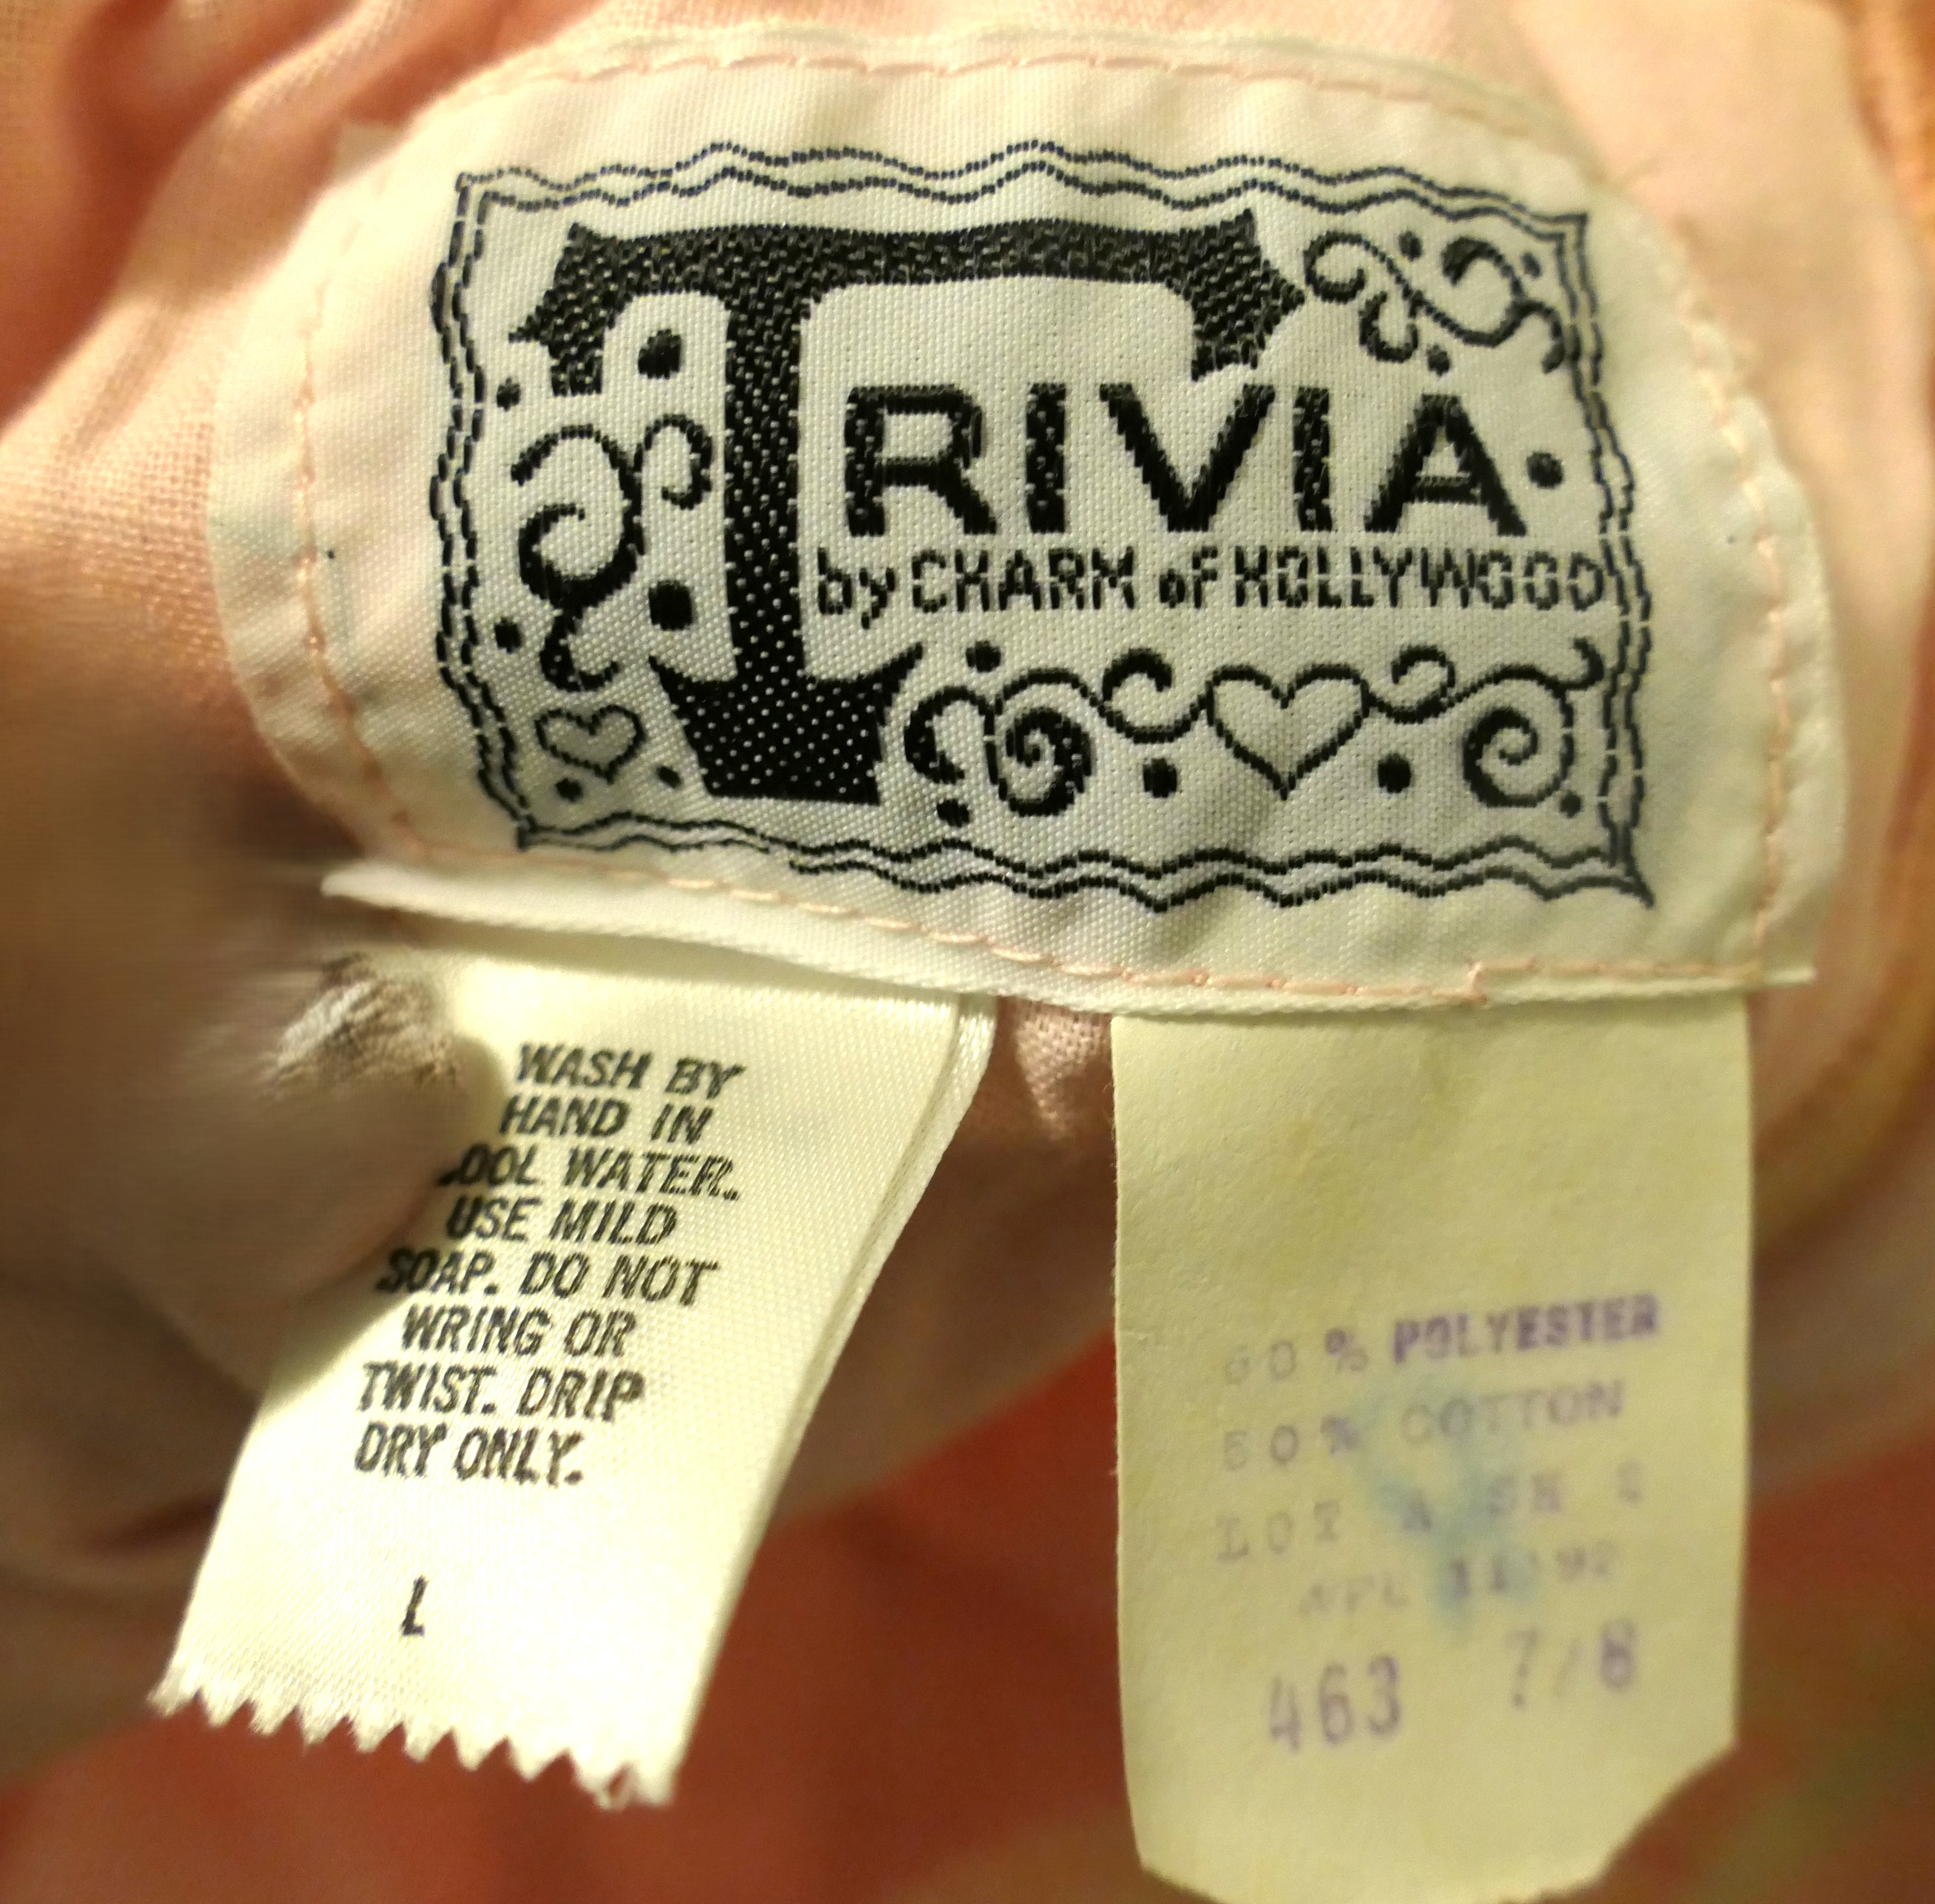 TRIVIA
by CHARM oF HOLLYWOOD
WASH BY
HAND IN
OOL WATER.
USE MILD
SOAP. DO NOT
WRING OR
TWIST. DRIP
DRY ONLY.
L
% POLYESTER
50% COTTON
LOT
463 7/8